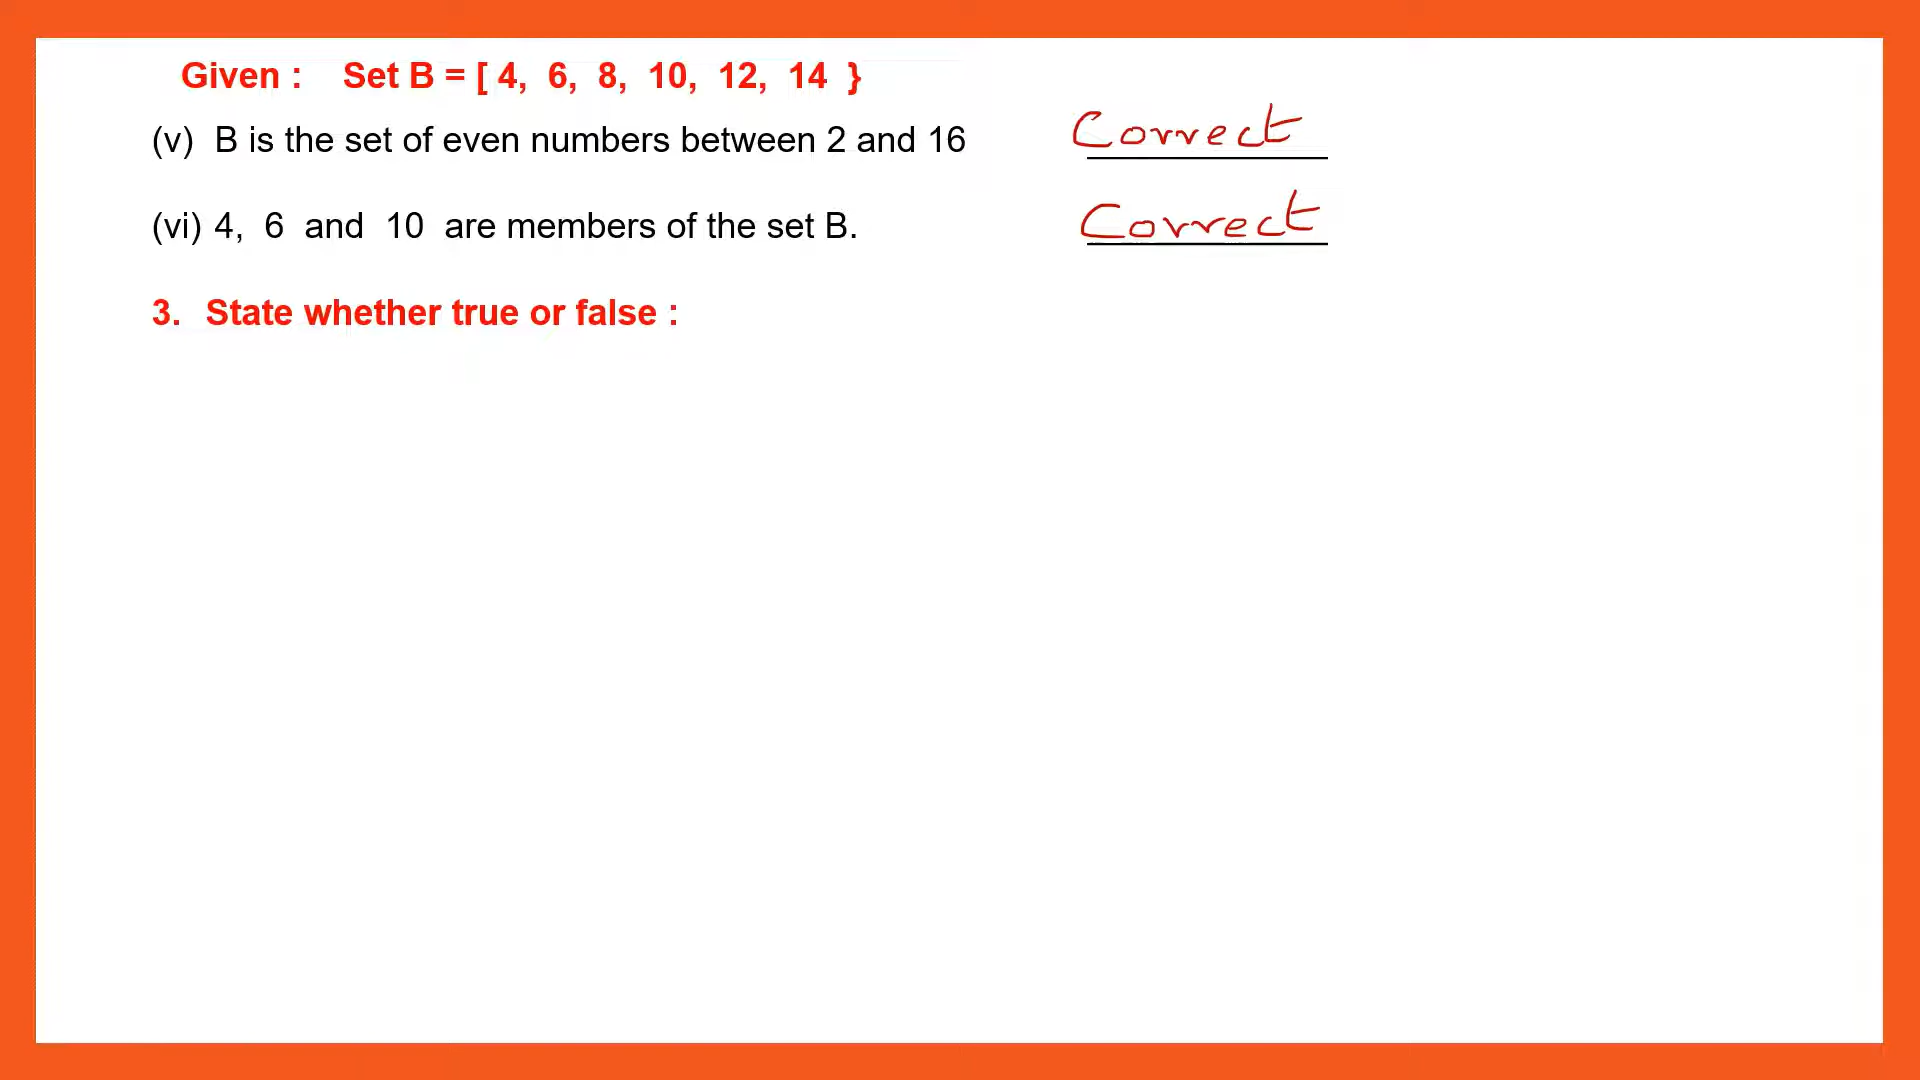 Given : Set B = [ 4, 6, 8, 10, 12, 14 }
(v) B is the set of even numbers between 2 and 16 Correct
(vi) 4, 6 and 10 are members of the set B. Correct
3. State whether true or false :